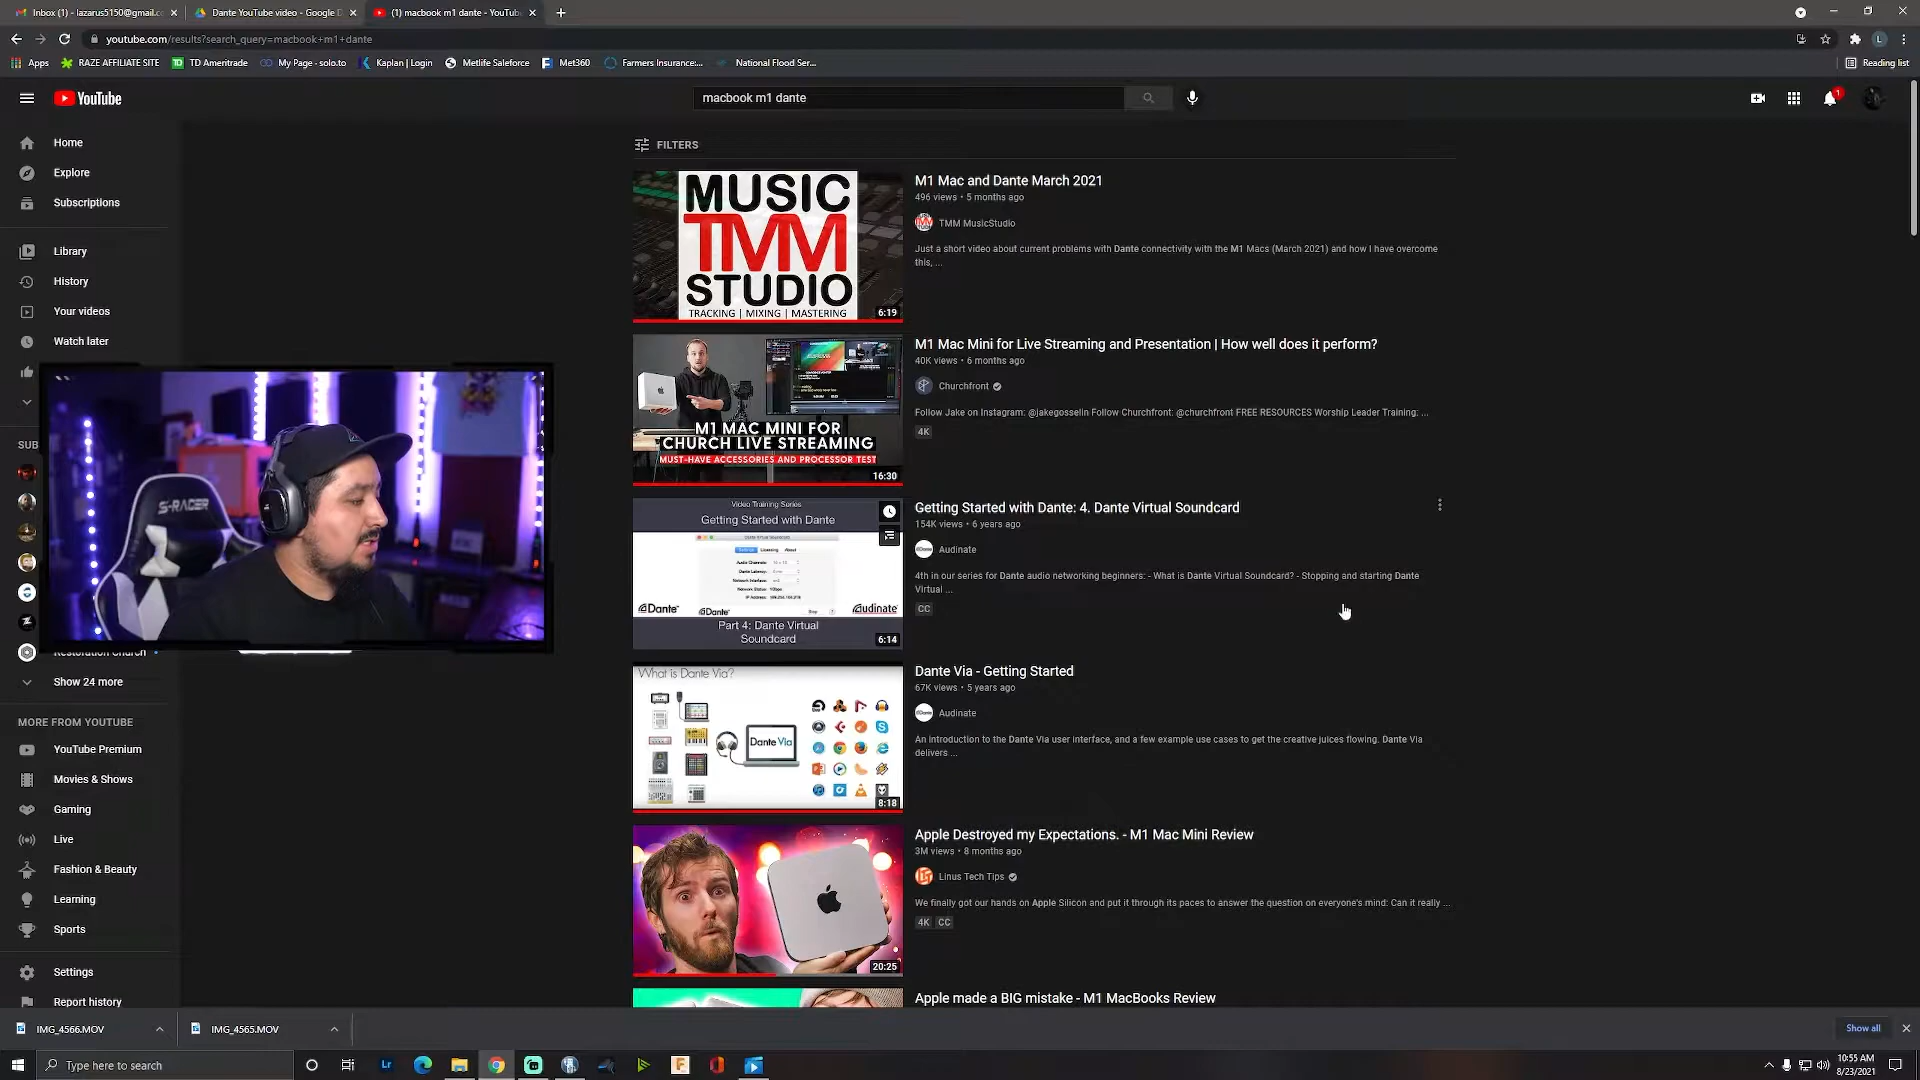 Inbox (1) - lazarus5150@gmail.c
Dante YouTube video - Google D
(1) macbook m1 dante - YouTub
youtube.com/results?search_query=macbook+m1+dante
Apps
RAZE AFFILIATE SITE
TD Ameritrade
My Page - solo.to
Kaplan | Login
Metlife Saleforce
Met360
Farmers Insurance:...
National Flood Ser...
Reading list
YouTube
macbook m1 dante
1
Home
Explore
Subscriptions
Library
History
Your videos
Watch later
SUB
S-RACER
Restoration Church
Show 24 more
MORE FROM YOUTUBE
YouTube Premium
Movies & Shows
Gaming
Live
Fashion & Beauty
Learning
Sports
Settings
Report history
FILTERS
MUSIC
TMM
STUDIO
TRACKING | MIXING | MASTERING
6:19
M1 Mac and Dante March 2021
496 views • 5 months ago
TMM MusicStudio
Just a short video about current problems with Dante connectivity with the M1 Macs (March 2021) and how I have overcome
this, ...
M1 MAC MINI FOR
CHURCH LIVE STREAMING
MUST-HAVE ACCESSORIES AND PROCESSOR TEST
16:30
M1 Mac Mini for Live Streaming and Presentation | How well does it perform?
40K views • 6 months ago
Churchfront
Follow Jake on Instagram: @jakegosselin Follow Churchfront: @churchfront FREE RESOURCES Worship Leader Training: ...
4K
Video Training Series
Getting Started with Dante
Dante Virtual Soundcard
Dante
Dante
Audinate
Part 4: Dante Virtual
Soundcard
6:14
Getting Started with Dante: 4. Dante Virtual Soundcard
154K views • 6 years ago
Audinate
4th in our series for Dante audio networking beginners: - What is Dante Virtual Soundcard? - Stopping and starting Dante
Virtual ...
CC
What is Dante Via?
Dante Via
8:18
Dante Via - Getting Started
67K views • 5 years ago
Audinate
An introduction to the Dante Via user interface, and a few example use cases to get the creative juices flowing. Dante Via
delivers ...
20:25
Apple Destroyed my Expectations. - M1 Mac Mini Review
3M views • 8 months ago
Linus Tech Tips
We finally got our hands on Apple Silicon and put it through its paces to answer the question on everyone's mind: Can it really ...
4K CC
Apple made a BIG mistake - M1 MacBooks Review
IMG_4566.MOV
IMG_4565.MOV
Show all
Type here to search
Lr
10:55 AM
8/23/2021